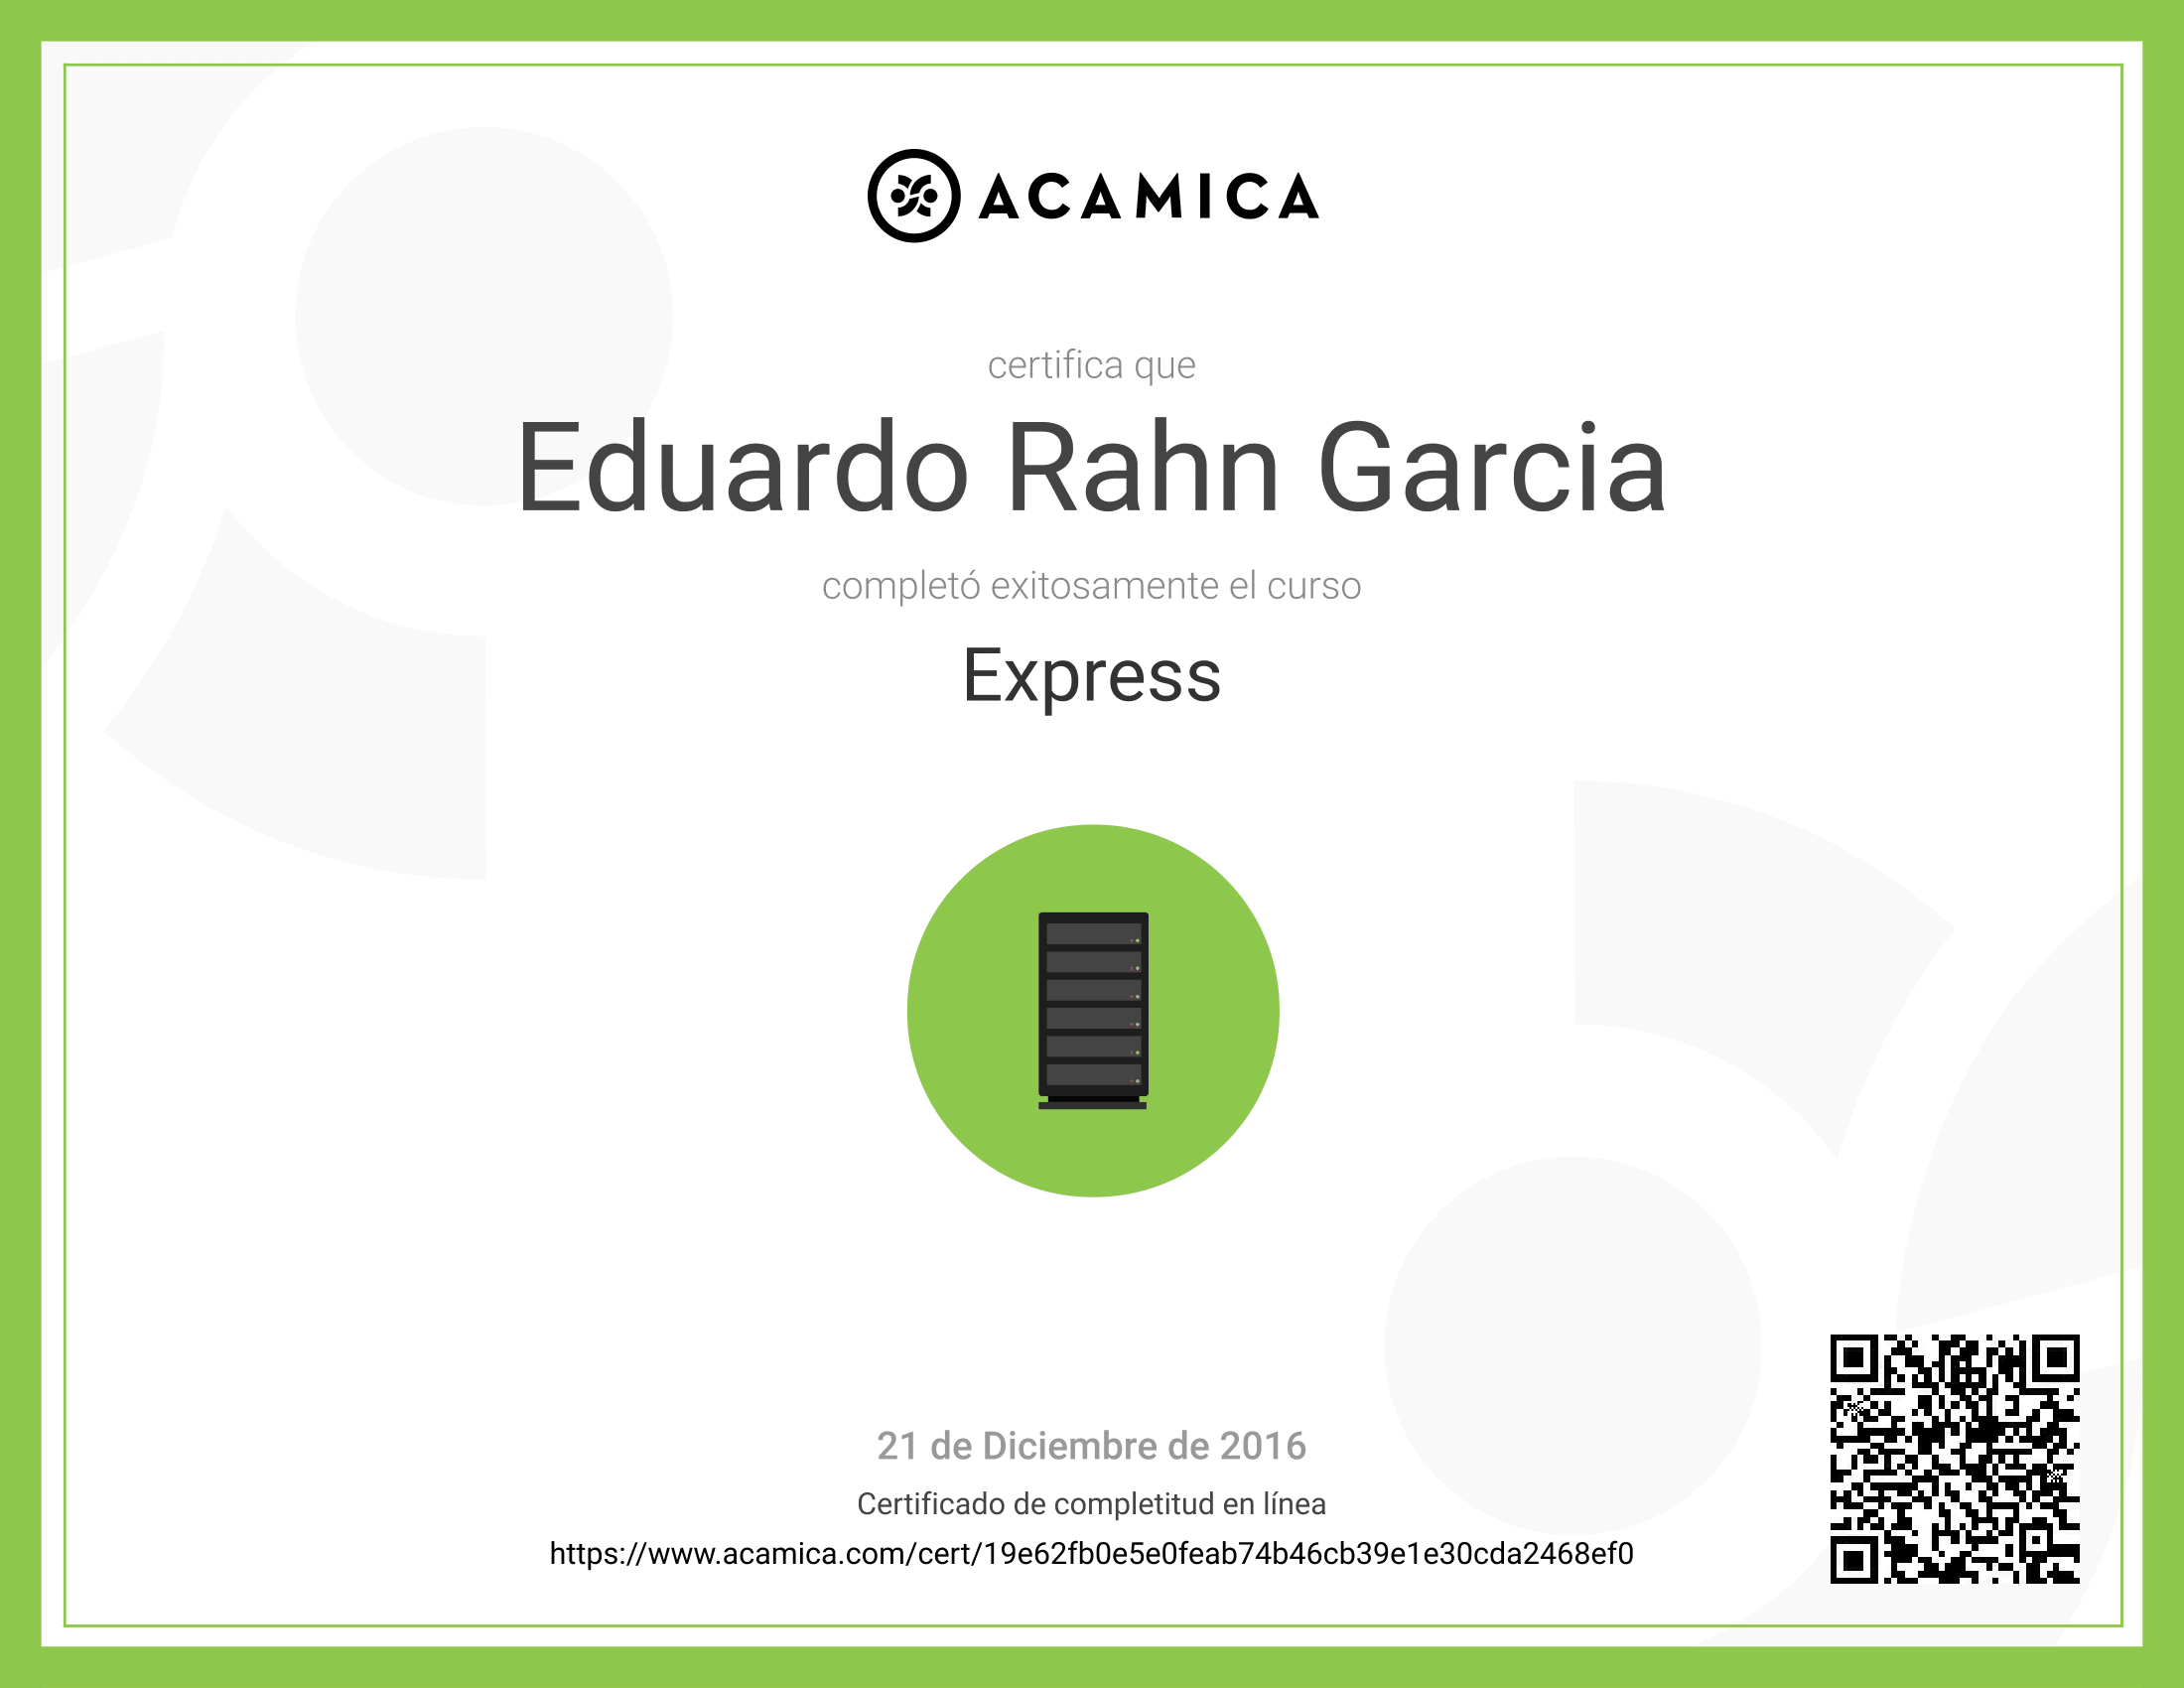 ACAMICA
certifica que
Eduardo Rahn Garcia
completó exitosamente el curso
Express
21 de Diciembre de 2016
Certificado de completitud en línea
https://www.acamica.com/cert/19e62fb0e5e0feab74b46cb39e1e30cda2468ef0